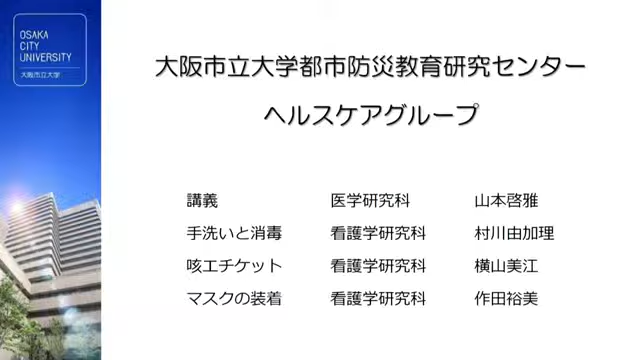 OSAKA
CITY
UNIVERSITY
大阪市立大学
大阪市立大学都市防災教育研究センター
ヘルスケアグループ
講義 医学研究科 山本啓雅
手洗いと消毒 看護学研究科 村川由加理
咳エチケット 看護学研究科 横山美江
マスクの装着 看護学研究科 作田裕美